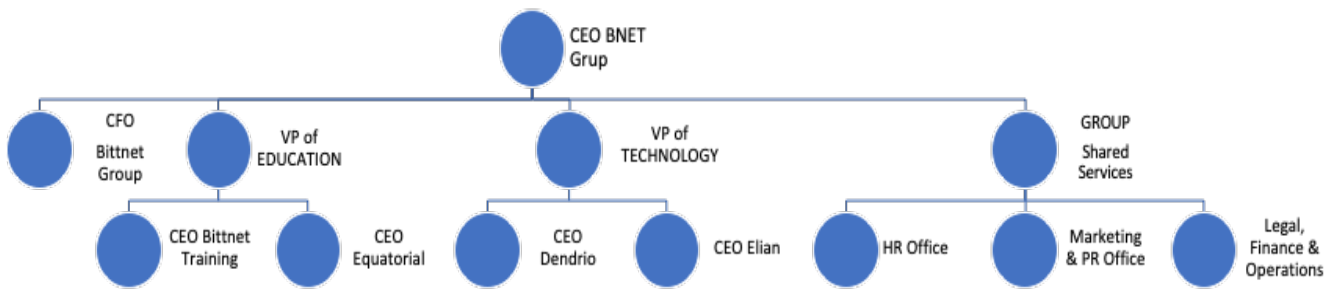 CEO BNET
Grup
CFO
Bittnet
Group
VP of
EDUCATION
VP of
TECHNOLOGY
GROUP
Shared
Services
CEO Bittnet
Training
CEO
Equatorial
CEO
Dendrio
CEO Elian
HR Office
Marketing
& PR Office
Legal,
Finance &
Operations